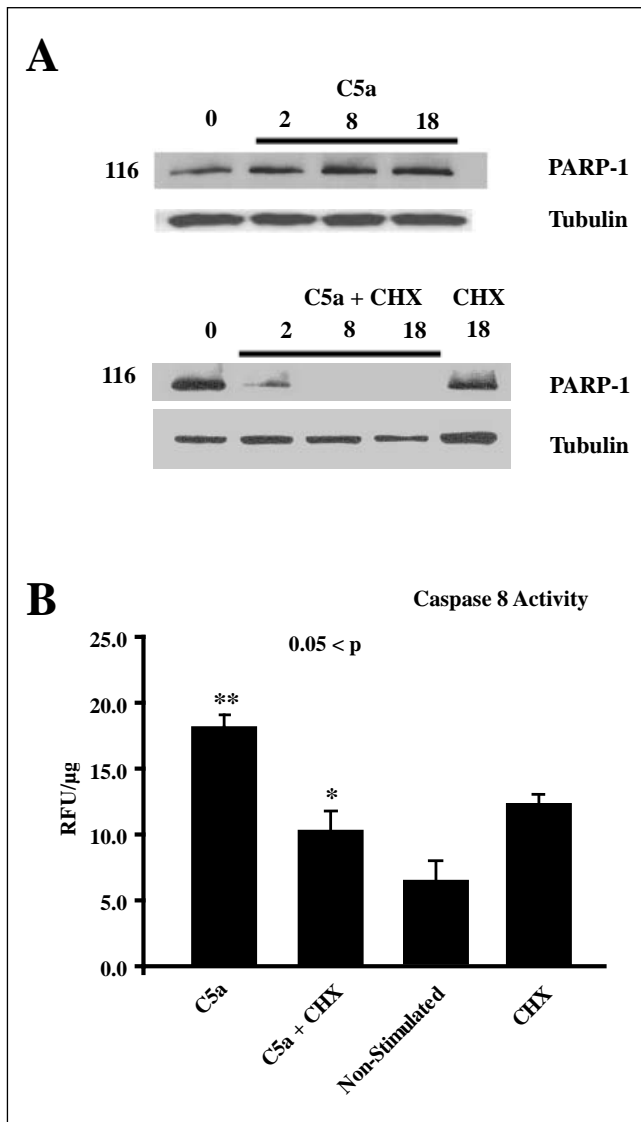 A
C5a
0 2 8 18
116 PARP-1
Tubulin
C5a + CHX CHX
0 2 8 18 18
116 PARP-1
Tubulin
B
Caspase 8 Activity
0.05 < p
25.0
20.0
15.0
10.0
5.0
0.0
RFU/µg
**
*
C5a
C5a + CHX
Non-Stimulated
CHX